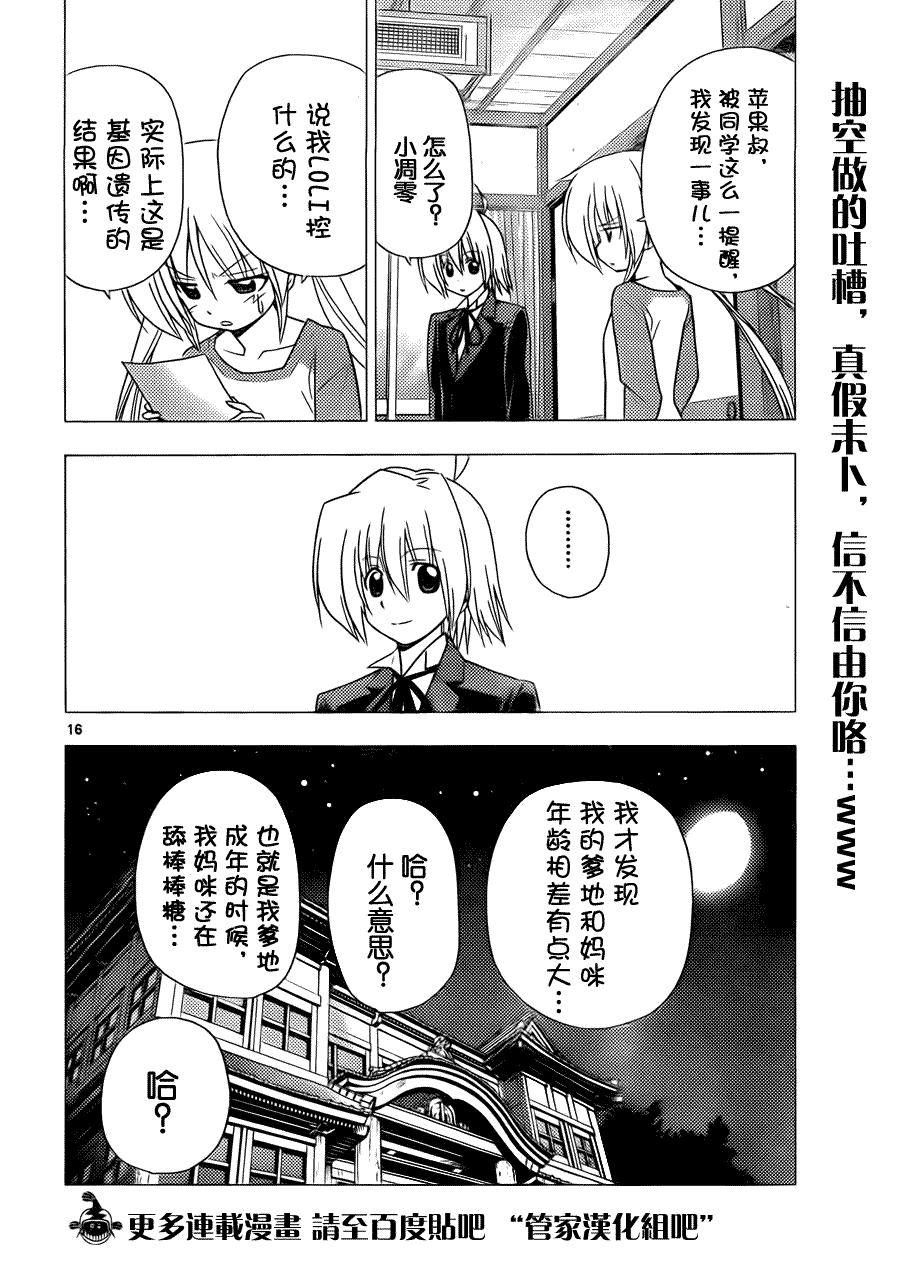 苹果叔，
被同学这么一提醒，
我发现一事儿…
怎么了？
小凋零
说我LOLI控
什么的…
实际上这是
基因遗传的
结果啊…
………
16
我才发现
我的爹地和妈咪
年龄相差有点大…
哈？
什么意思？
也就是我爹地
成年的时候，
我妈咪还在
舔棒棒糖…
哈？
抽空做的吐槽，真假未卜，信不信由你咯…www
更多連載漫畫 請至百度貼吧 “管家漢化組吧”